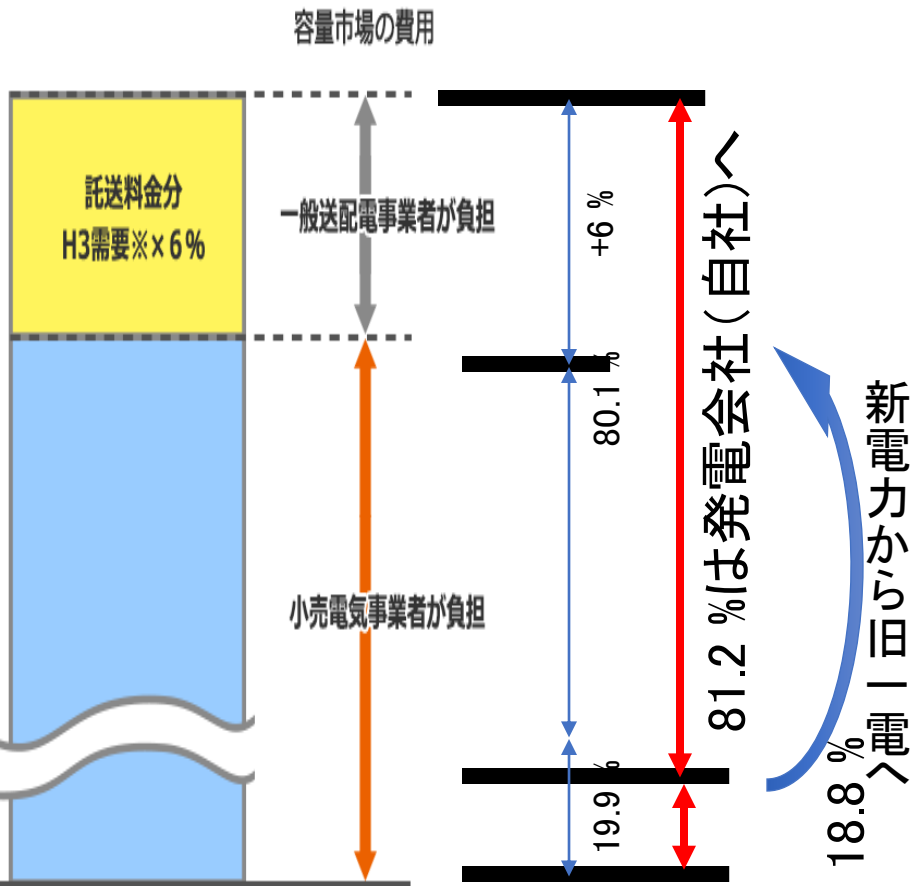 容量市場の費用
託送料金分
H3需要※×6%
一般送配電事業者が負担
小売電気事業者が負担
+6 %
80.1 %
19.9 %
81.2 %は発電会社(自社)へ
新電力から旧一電へ
18.8 %